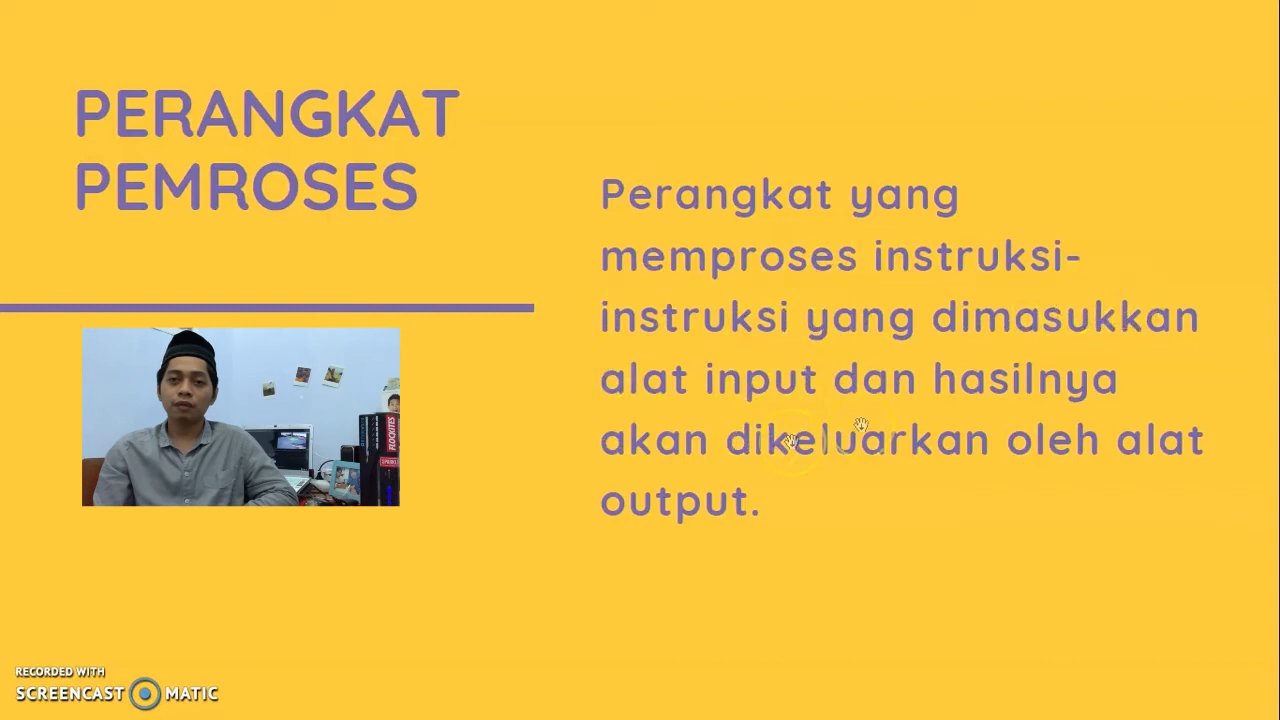 PERANGKAT
PEMROSES
Perangkat yang
memproses instruksi-
instruksi yang dimasukkan
alat input dan hasilnya
akan dikeluarkan oleh alat
output.
FLOCKITES
RECORDED WITH
SCREENCAST MATIC